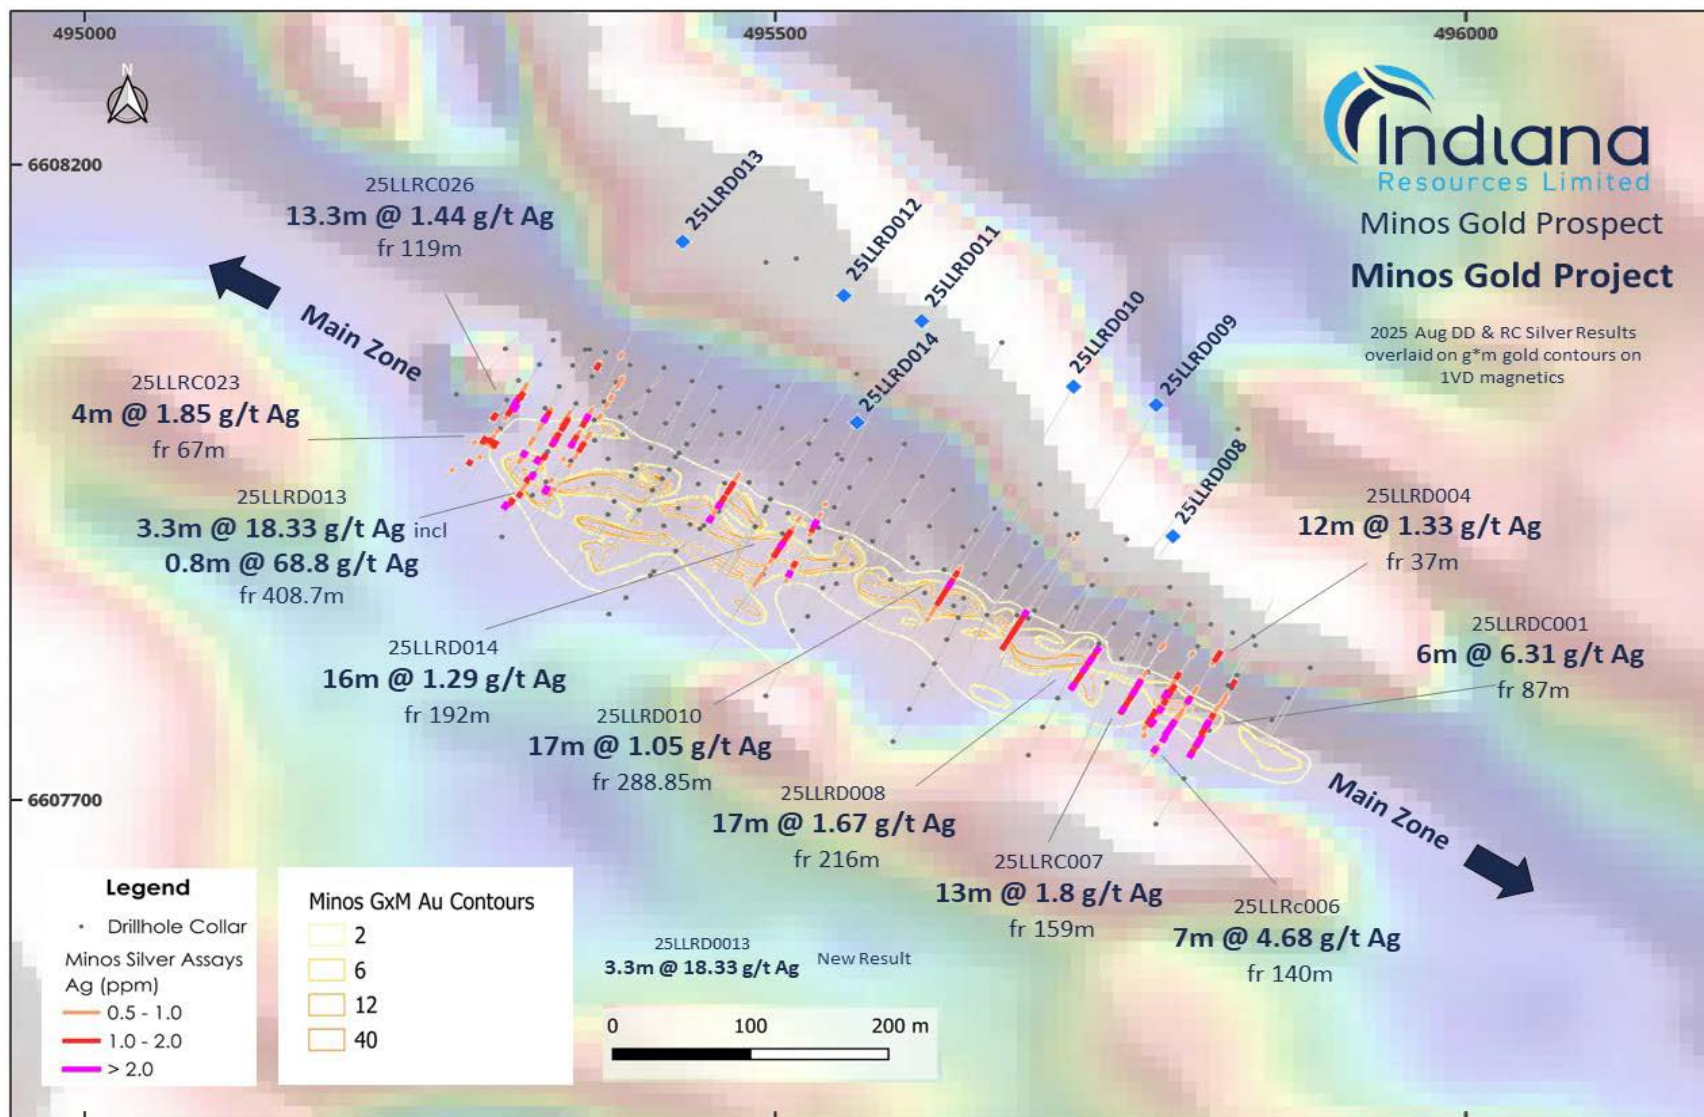 495000
495500
496000
N
6608200
6607700
Indiana
Resources Limited
Minos Gold Prospect
Minos Gold Project
2025 Aug DD & RC Silver Results
overlaid on g*m gold contours on
1VD magnetics
25LLRD013
25LLRD012
25LLRD011
25LLRD014
25LLRD010
25LLRD009
25LLRD008
Main Zone
25LLRC026
13.3m @ 1.44 g/t Ag
fr 119m
25LLRC023
4m @ 1.85 g/t Ag
fr 67m
25LLRD013
3.3m @ 18.33 g/t Ag incl
0.8m @ 68.8 g/t Ag
fr 408.7m
25LLRD014
16m @ 1.29 g/t Ag
fr 192m
25LLRD010
17m @ 1.05 g/t Ag
fr 288.85m
25LLRD008
17m @ 1.67 g/t Ag
fr 216m
25LLRC007
13m @ 1.8 g/t Ag
fr 159m
25LLRc006
7m @ 4.68 g/t Ag
fr 140m
25LLRD004
12m @ 1.33 g/t Ag
fr 37m
25LLRDC001
6m @ 6.31 g/t Ag
fr 87m
Main Zone
Legend
Drillhole Collar
Minos Silver Assays
Ag (ppm)
0.5 - 1.0
1.0 - 2.0
> 2.0
Minos GxM Au Contours
2
6
12
40
25LLRD0013
3.3m @ 18.33 g/t Ag New Result
0 100 200 m